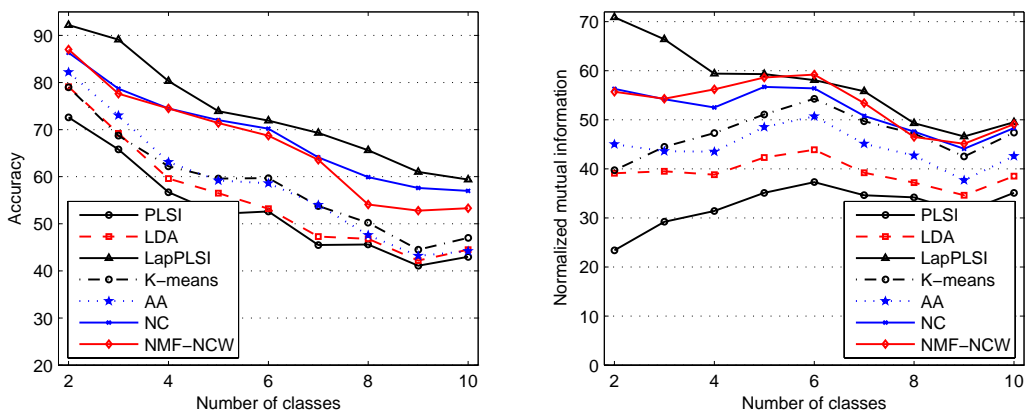 90
80
70
60
50
40
30
20
Accuracy
PLSI
LDA
LapPLSI
K−means
AA
NC
NMF−NCW
2
4
6
8
10
Number of classes
70
60
50
40
30
20
10
0
Normalized mutual information
PLSI
LDA
LapPLSI
K−means
AA
NC
NMF−NCW
2
4
6
8
10
Number of classes